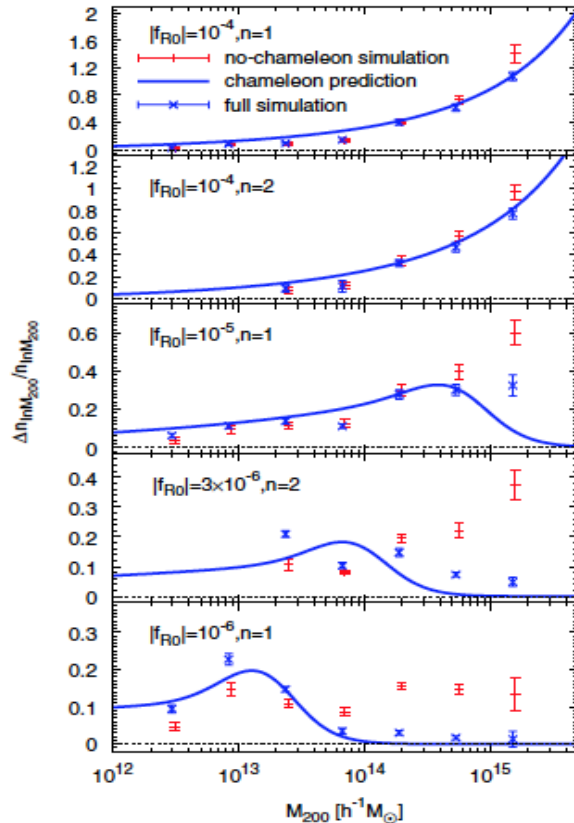 |fR0|=10⁻⁴,n=1
no-chameleon simulation
chameleon prediction
full simulation
2
1.6
1.2
0.8
0.4
0
|fR0|=10⁻⁴,n=2
1.2
1
0.8
0.6
0.4
0.2
0
|fR0|=10⁻⁵,n=1
0.6
0.4
0.2
0
|fR0|=3×10⁻⁶,n=2
0.4
0.3
0.2
0.1
0
|fR0|=10⁻⁶,n=1
0.3
0.2
0.1
0
Δn lnM200/n lnM200
10¹² 10¹³ 10¹⁴ 10¹⁵
M200 [h⁻¹M⊙]